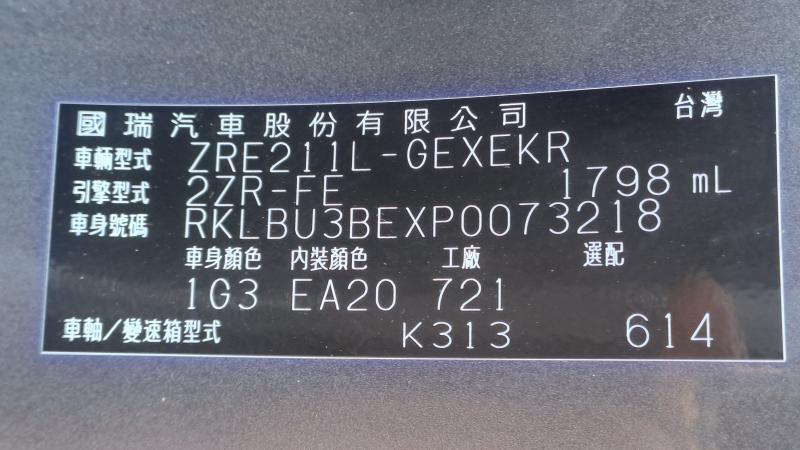 國瑞汽車股份有限公司 台灣
車輛型式 ZRE211L-GEXEKR
引擎型式 2ZR-FE 1798 mL
車身號碼 RKLBU3BEXP0073218
車身顏色 內裝顏色 工廠 選配
1G3 EA20 721
車軸/變速箱型式 K313 614